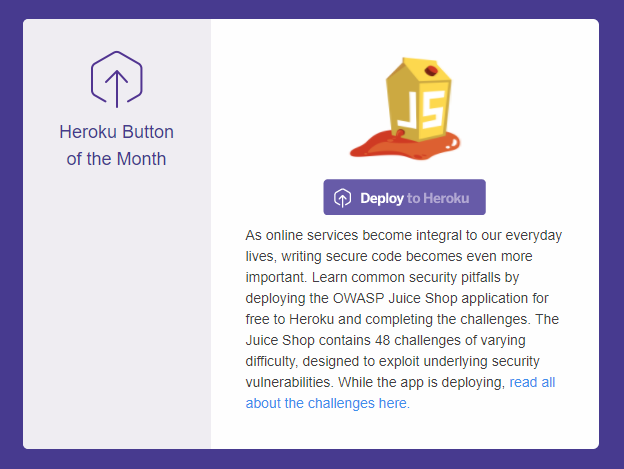 Heroku Button
of the Month
JS
Deploy to Heroku
As online services become integral to our everyday
lives, writing secure code becomes even more
important. Learn common security pitfalls by
deploying the OWASP Juice Shop application for
free to Heroku and completing the challenges. The
Juice Shop contains 48 challenges of varying
difficulty, designed to exploit underlying security
vulnerabilities. While the app is deploying, read all
about the challenges here.